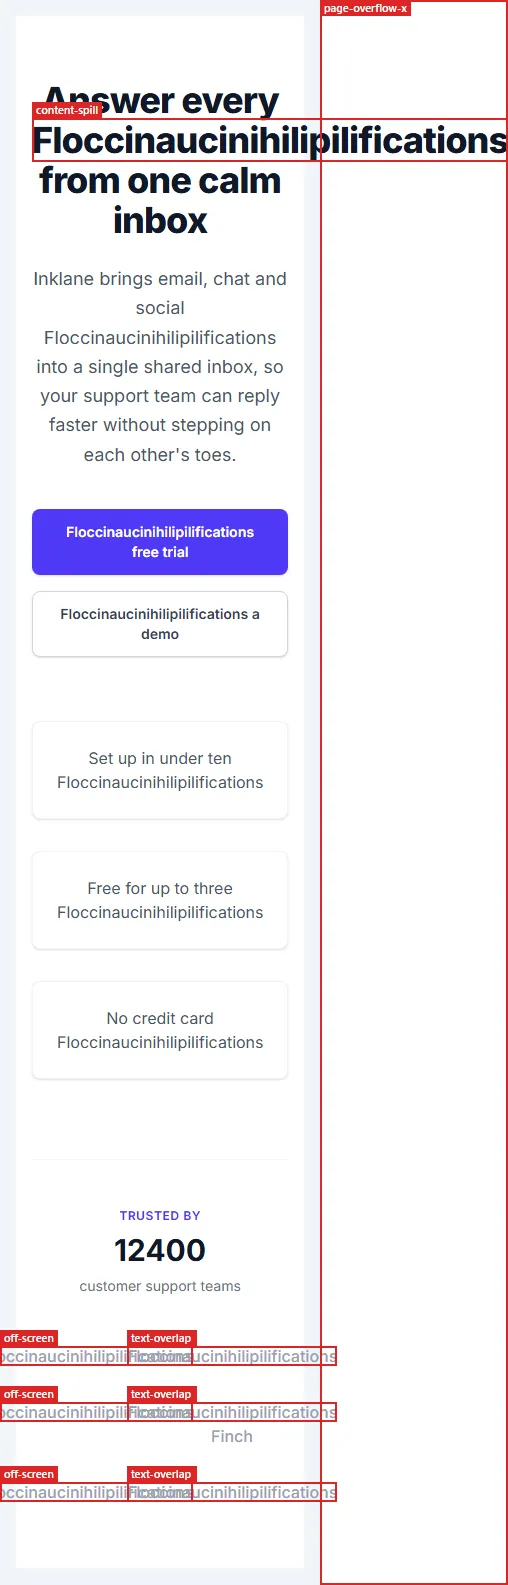 page-overflow-x
Answer every
content-spill
Floccinaucinihilipilifications
from one calm
inbox
Inklane brings email, chat and
social
Floccinaucinihilipilifications
into a single shared inbox, so
your support team can reply
faster without stepping on
each other's toes.
Floccinaucinihilipilifications
free trial
Floccinaucinihilipilifications a
demo
Set up in under ten
Floccinaucinihilipilifications
Free for up to three
Floccinaucinihilipilifications
No credit card
Floccinaucinihilipilifications
TRUSTED BY
12400
customer support teams
off-screen text-overlap
off-screen text-overlap
Finch
off-screen text-overlap